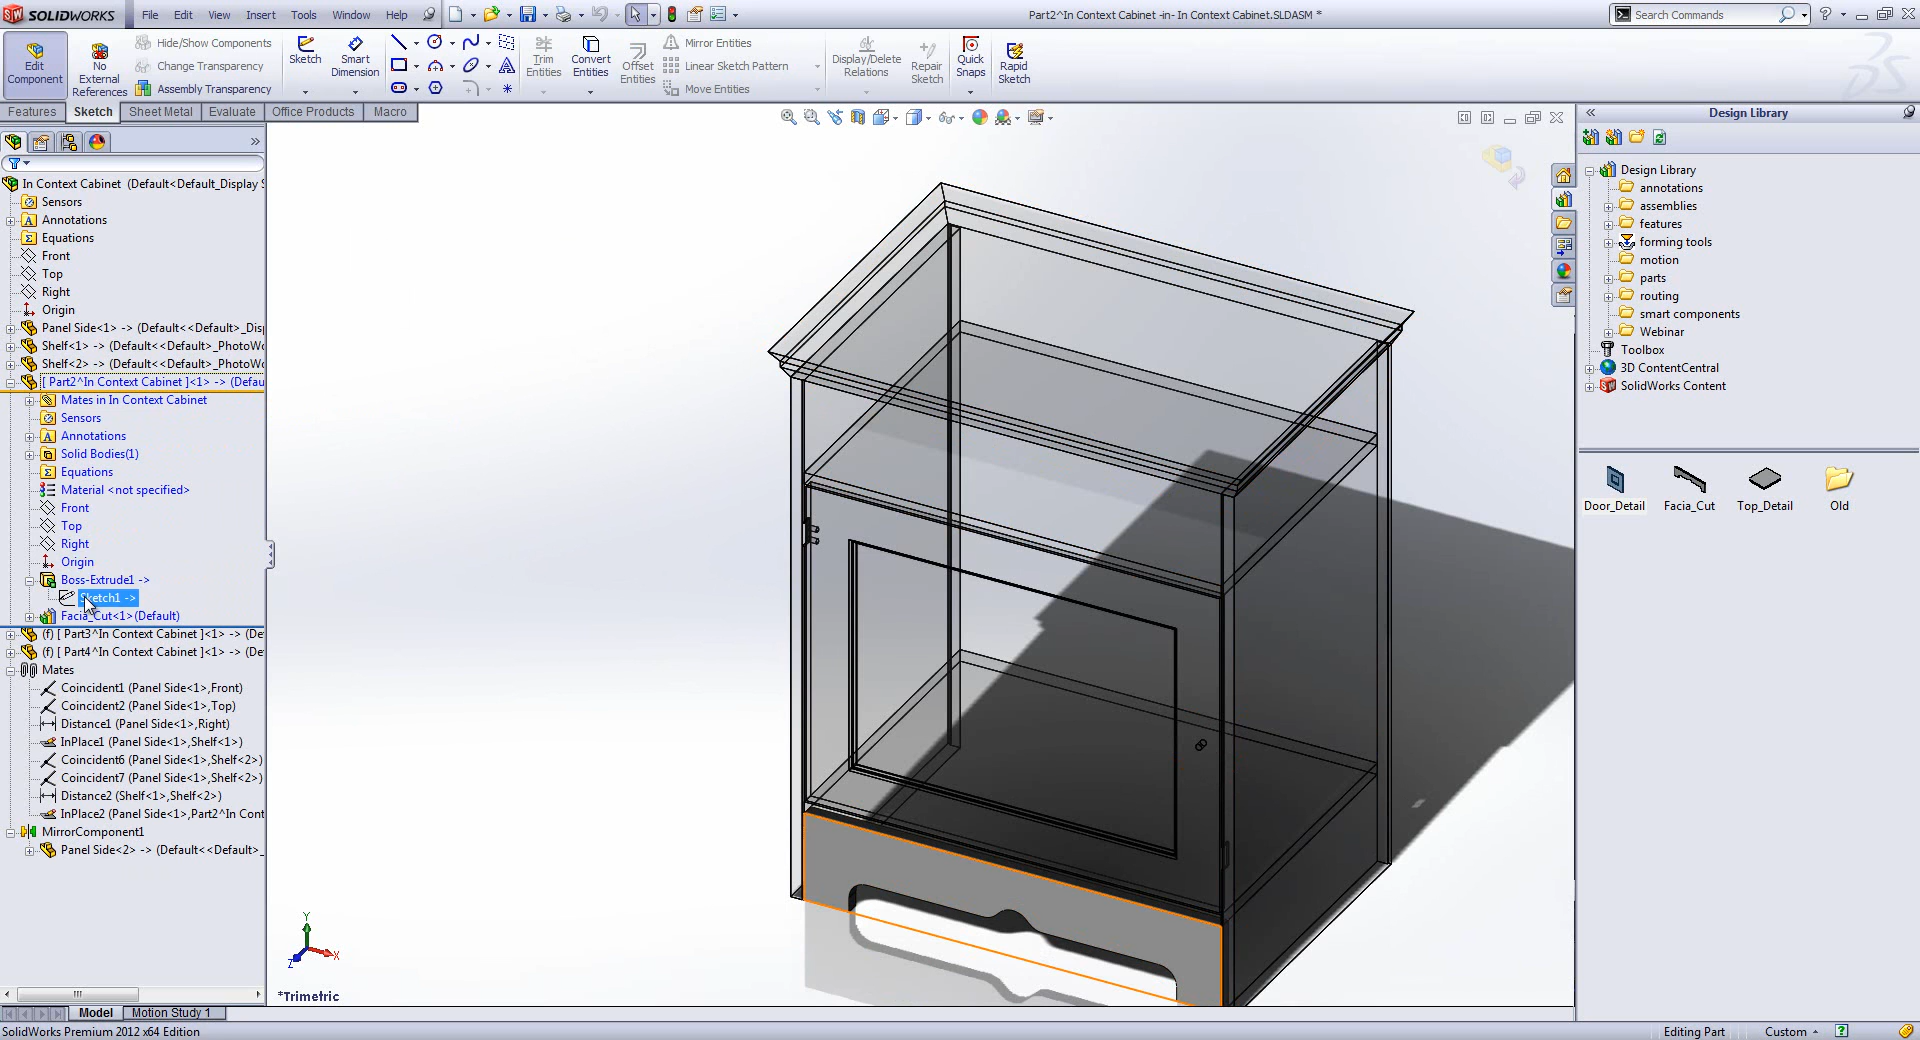 SOLIDWORKS File Edit View Insert Tools Window Help Part2^In Context Cabinet -in- In Context Cabinet.SLDASM * Search Commands
Edit Component
No External References
Hide/Show Components
Change Transparency
Assembly Transparency
Sketch
Smart Dimension
Trim Entities
Convert Entities
Offset Entities
Mirror Entities
Linear Sketch Pattern
Move Entities
Display/Delete Relations
Repair Sketch
Quick Snaps
Rapid Sketch
Features Sketch Sheet Metal Evaluate Office Products Macro
In Context Cabinet (Default<Default_Display S
Sensors
Annotations
Equations
Front
Top
Right
Origin
Panel Side<1> -> (Default<<Default>_Disp
Shelf<1> -> (Default<<Default>_PhotoWo
Shelf<2> -> (Default<<Default>_PhotoWo
[ Part2^In Context Cabinet ]<1> -> (Defau
Mates in In Context Cabinet
Sensors
Annotations
Solid Bodies(1)
Equations
Material <not specified>
Front
Top
Right
Origin
Boss-Extrude1 ->
Sketch1 ->
Facia_Cut<1>(Default)
(f) [ Part3^In Context Cabinet ]<1> -> (De
(f) [ Part4^In Context Cabinet ]<1> -> (De
Mates
Coincident1 (Panel Side<1>,Front)
Coincident2 (Panel Side<1>,Top)
Distance1 (Panel Side<1>,Right)
InPlace1 (Panel Side<1>,Shelf<1>)
Coincident6 (Panel Side<1>,Shelf<2>)
Coincident7 (Panel Side<1>,Shelf<2>)
Distance2 (Shelf<1>,Shelf<2>)
InPlace2 (Panel Side<1>,Part2^In Cont
MirrorComponent1
Panel Side<2> -> (Default<<Default>_
Y
X
Z
*Trimetric
Model Motion Study 1
SolidWorks Premium 2012 x64 Edition
Editing Part Custom
Design Library
Design Library
annotations
assemblies
features
forming tools
motion
parts
routing
smart components
Webinar
Toolbox
3D ContentCentral
SolidWorks Content
Door_Detail Facia_Cut Top_Detail Old